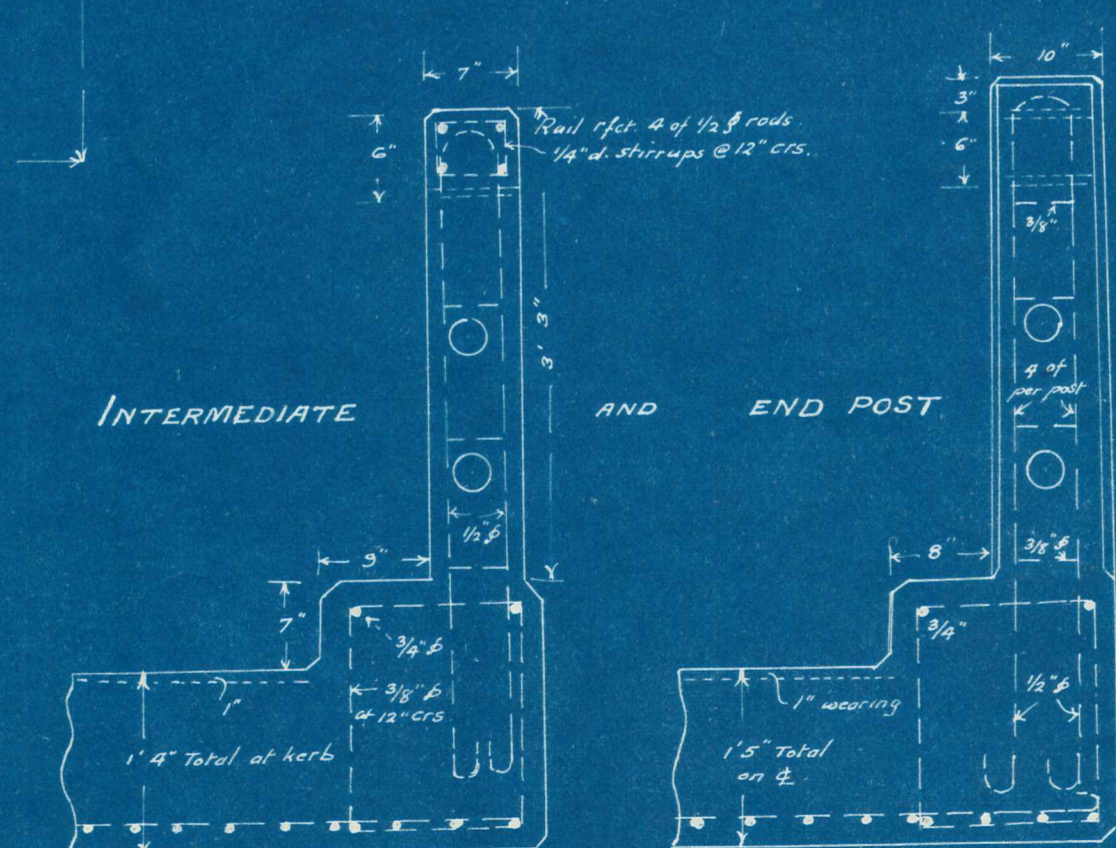 7"
10"
3"
6"
6"
Rail rfct. 4 of 1/2 ϕ rods.
1/4" d. stirrups @ 12" crs.
3/8"
3' 3"
4 of
per post
INTERMEDIATE AND END POST
1/2" ϕ
3/8" ϕ
9"
8"
7"
3/4" ϕ
3/4"
3/8" ϕ
at 12" crs
1/2" ϕ
1"
1" wearing
1' 4" Total at kerb
1' 5" Total
on ℄